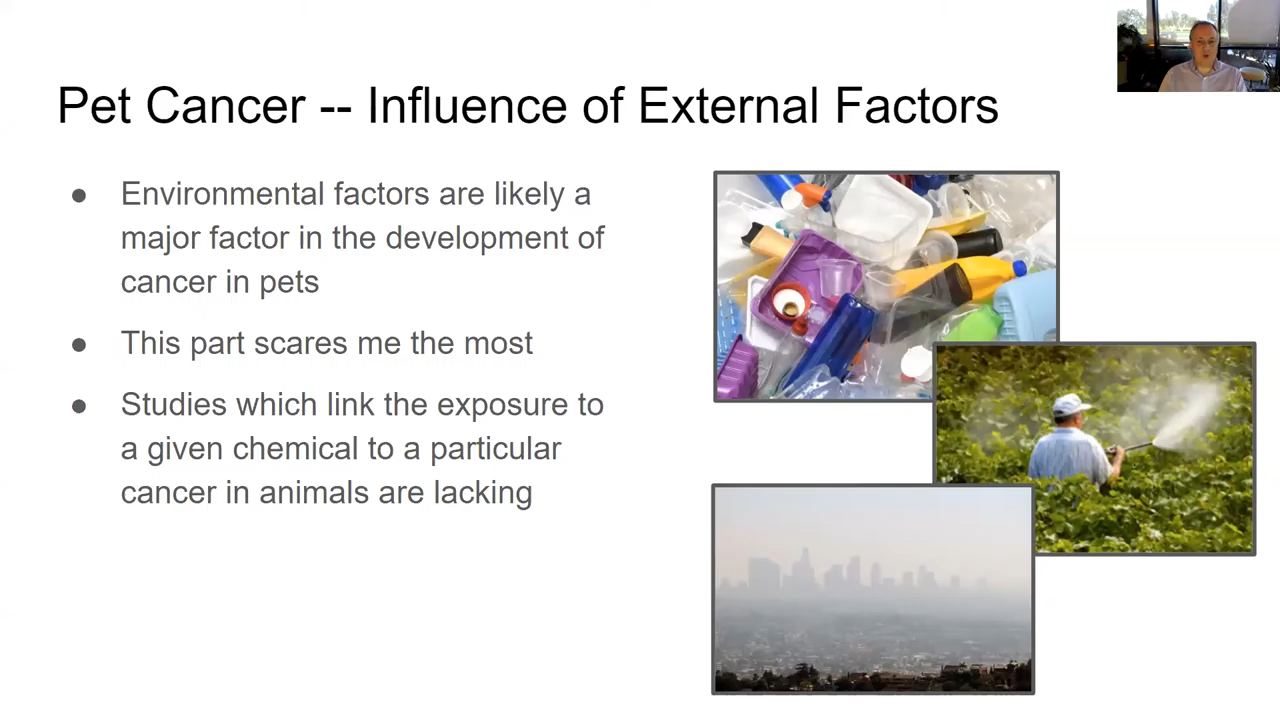 Pet Cancer -- Influence of External Factors
● Environmental factors are likely a
major factor in the development of
cancer in pets
● This part scares me the most
● Studies which link the exposure to
a given chemical to a particular
cancer in animals are lacking